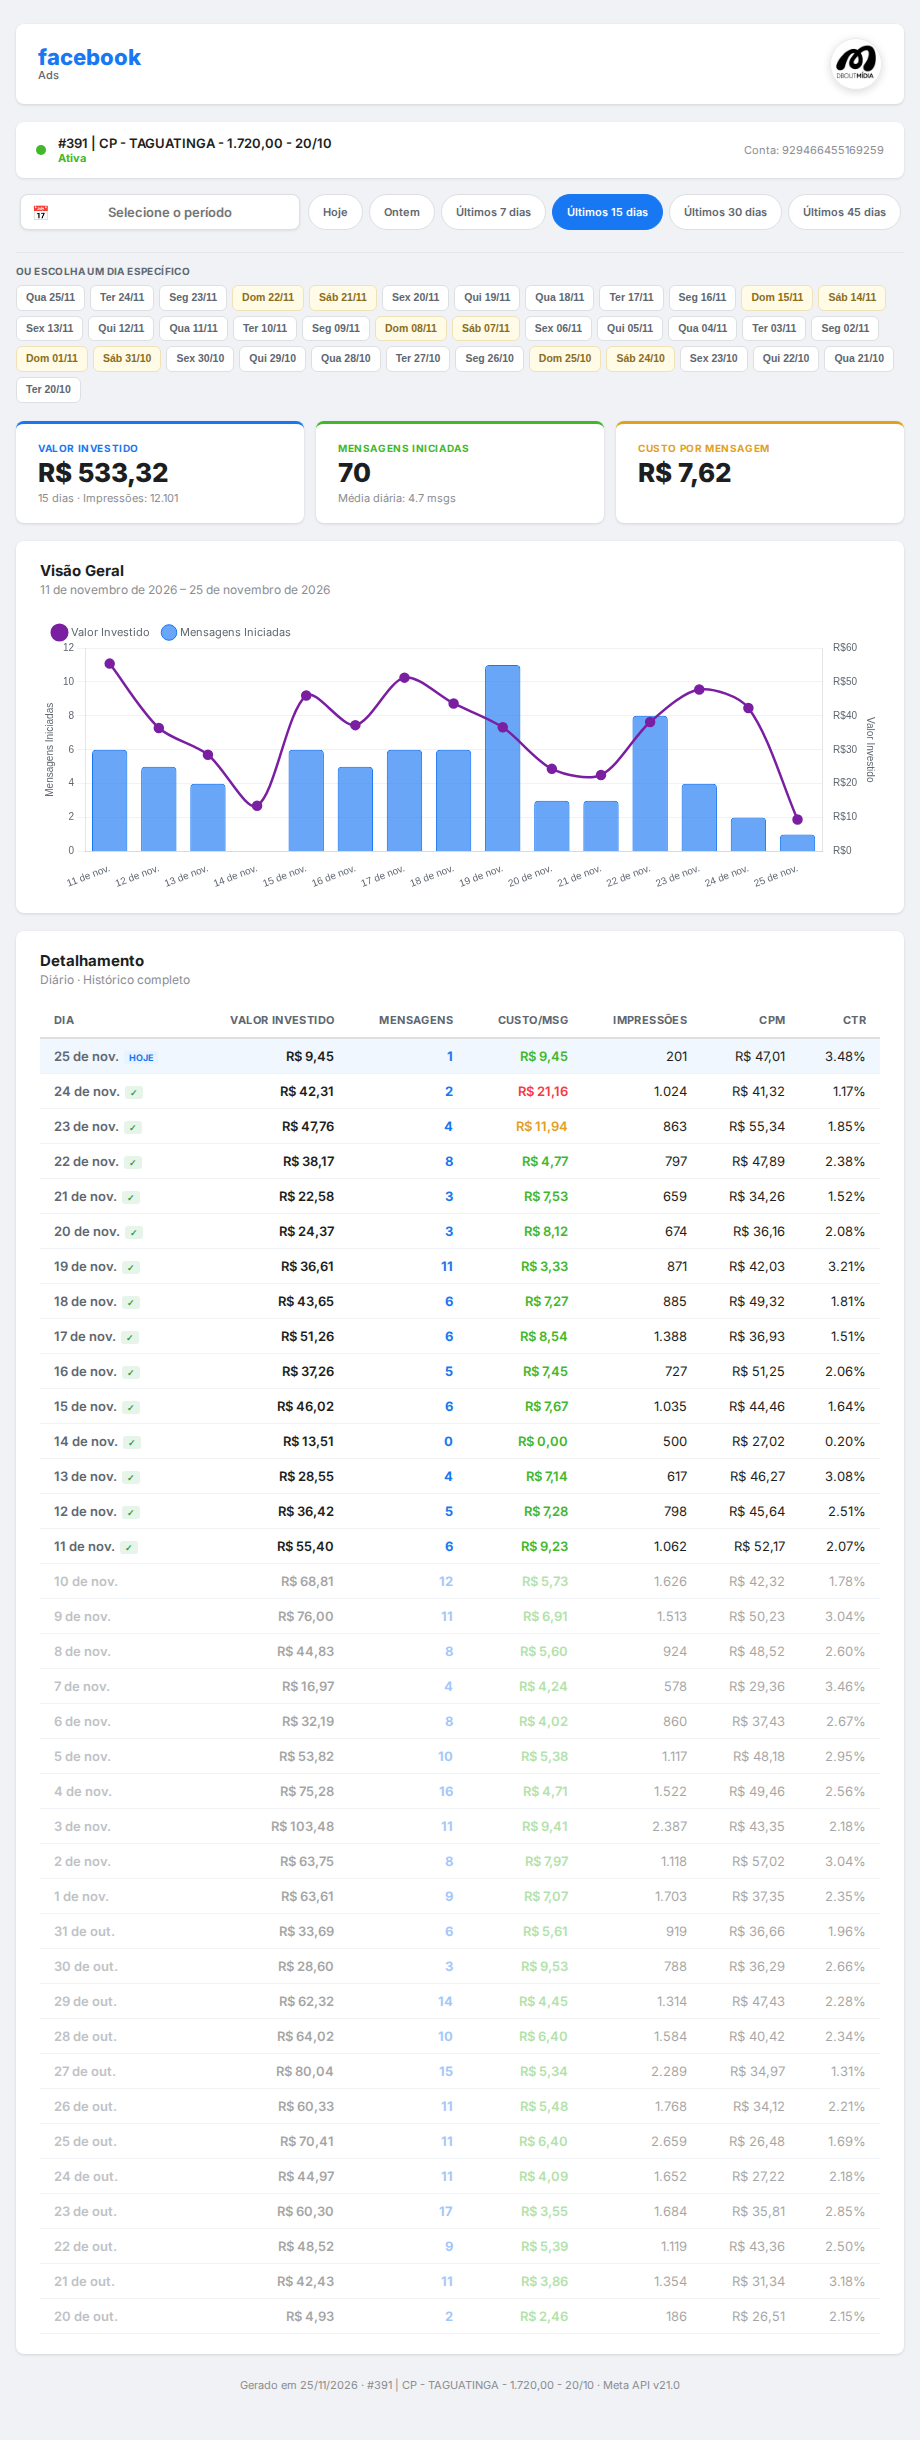 facebook
Ads
DBOUTMÍDIA
#391 | CP - TAGUATINGA - 1.720,00 - 20/10
Ativa
Conta: 929466455169259
Selecione o período
Hoje
Ontem
Últimos 7 dias
Últimos 15 dias
Últimos 30 dias
Últimos 45 dias
OU ESCOLHA UM DIA ESPECÍFICO
Qua 25/11 Ter 24/11 Seg 23/11 Dom 22/11 Sáb 21/11 Sex 20/11 Qui 19/11 Qua 18/11 Ter 17/11 Seg 16/11 Dom 15/11 Sáb 14/11
Sex 13/11 Qui 12/11 Qua 11/11 Ter 10/11 Seg 09/11 Dom 08/11 Sáb 07/11 Sex 06/11 Qui 05/11 Qua 04/11 Ter 03/11 Seg 02/11
Dom 01/11 Sáb 31/10 Sex 30/10 Qui 29/10 Qua 28/10 Ter 27/10 Seg 26/10 Dom 25/10 Sáb 24/10 Sex 23/10 Qui 22/10 Qua 21/10
Ter 20/10
VALOR INVESTIDO
R$ 533,32
15 dias · Impressões: 12.101
MENSAGENS INICIADAS
70
Média diária: 4.7 msgs
CUSTO POR MENSAGEM
R$ 7,62
Visão Geral
11 de novembro de 2026 – 25 de novembro de 2026
Valor Investido Mensagens Iniciadas
Mensagens Iniciadas
12
10
8
6
4
2
0
R$60
R$50
R$40
R$30
R$20
R$10
R$0
Valor Investido
11 de nov. 12 de nov. 13 de nov. 14 de nov. 15 de nov. 16 de nov. 17 de nov. 18 de nov. 19 de nov. 20 de nov. 21 de nov. 22 de nov. 23 de nov. 24 de nov. 25 de nov.
Detalhamento
Diário · Histórico completo
DIA VALOR INVESTIDO MENSAGENS CUSTO/MSG IMPRESSÕES CPM CTR
25 de nov. HOJE R$ 9,45 1 R$ 9,45 201 R$ 47,01 3.48%
24 de nov. ✓ R$ 42,31 2 R$ 21,16 1.024 R$ 41,32 1.17%
23 de nov. ✓ R$ 47,76 4 R$ 11,94 863 R$ 55,34 1.85%
22 de nov. ✓ R$ 38,17 8 R$ 4,77 797 R$ 47,89 2.38%
21 de nov. ✓ R$ 22,58 3 R$ 7,53 659 R$ 34,26 1.52%
20 de nov. ✓ R$ 24,37 3 R$ 8,12 674 R$ 36,16 2.08%
19 de nov. ✓ R$ 36,61 11 R$ 3,33 871 R$ 42,03 3.21%
18 de nov. ✓ R$ 43,65 6 R$ 7,27 885 R$ 49,32 1.81%
17 de nov. ✓ R$ 51,26 6 R$ 8,54 1.388 R$ 36,93 1.51%
16 de nov. ✓ R$ 37,26 5 R$ 7,45 727 R$ 51,25 2.06%
15 de nov. ✓ R$ 46,02 6 R$ 7,67 1.035 R$ 44,46 1.64%
14 de nov. ✓ R$ 13,51 0 R$ 0,00 500 R$ 27,02 0.20%
13 de nov. ✓ R$ 28,55 4 R$ 7,14 617 R$ 46,27 3.08%
12 de nov. ✓ R$ 36,42 5 R$ 7,28 798 R$ 45,64 2.51%
11 de nov. ✓ R$ 55,40 6 R$ 9,23 1.062 R$ 52,17 2.07%
10 de nov. R$ 68,81 12 R$ 5,73 1.626 R$ 42,32 1.78%
9 de nov. R$ 76,00 11 R$ 6,91 1.513 R$ 50,23 3.04%
8 de nov. R$ 44,83 8 R$ 5,60 924 R$ 48,52 2.60%
7 de nov. R$ 16,97 4 R$ 4,24 578 R$ 29,36 3.46%
6 de nov. R$ 32,19 8 R$ 4,02 860 R$ 37,43 2.67%
5 de nov. R$ 53,82 10 R$ 5,38 1.117 R$ 48,18 2.95%
4 de nov. R$ 75,28 16 R$ 4,71 1.522 R$ 49,46 2.56%
3 de nov. R$ 103,48 11 R$ 9,41 2.387 R$ 43,35 2.18%
2 de nov. R$ 63,75 8 R$ 7,97 1.118 R$ 57,02 3.04%
1 de nov. R$ 63,61 9 R$ 7,07 1.703 R$ 37,35 2.35%
31 de out. R$ 33,69 6 R$ 5,61 919 R$ 36,66 1.96%
30 de out. R$ 28,60 3 R$ 9,53 788 R$ 36,29 2.66%
29 de out. R$ 62,32 14 R$ 4,45 1.314 R$ 47,43 2.28%
28 de out. R$ 64,02 10 R$ 6,40 1.584 R$ 40,42 2.34%
27 de out. R$ 80,04 15 R$ 5,34 2.289 R$ 34,97 1.31%
26 de out. R$ 60,33 11 R$ 5,48 1.768 R$ 34,12 2.21%
25 de out. R$ 70,41 11 R$ 6,40 2.659 R$ 26,48 1.69%
24 de out. R$ 44,97 11 R$ 4,09 1.652 R$ 27,22 2.18%
23 de out. R$ 60,30 17 R$ 3,55 1.684 R$ 35,81 2.85%
22 de out. R$ 48,52 9 R$ 5,39 1.119 R$ 43,36 2.50%
21 de out. R$ 42,43 11 R$ 3,86 1.354 R$ 31,34 3.18%
20 de out. R$ 4,93 2 R$ 2,46 186 R$ 26,51 2.15%
Gerado em 25/11/2026 · #391 | CP - TAGUATINGA - 1.720,00 - 20/10 · Meta API v21.0